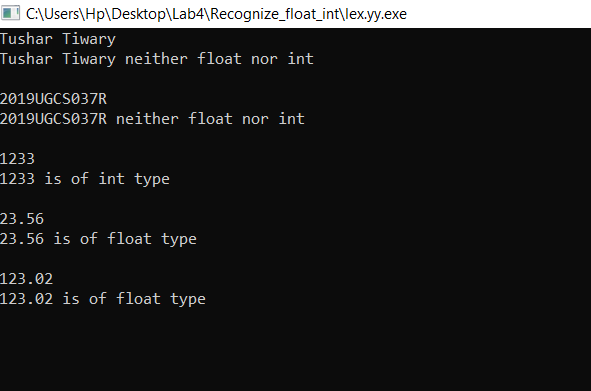 C:\Users\Hp\Desktop\Lab4\Recognize_float_int\lex.yy.exe
Tushar Tiwary
Tushar Tiwary neither float nor int
2019UGCS037R
2019UGCS037R neither float nor int
1233
1233 is of int type
23.56
23.56 is of float type
123.02
123.02 is of float type